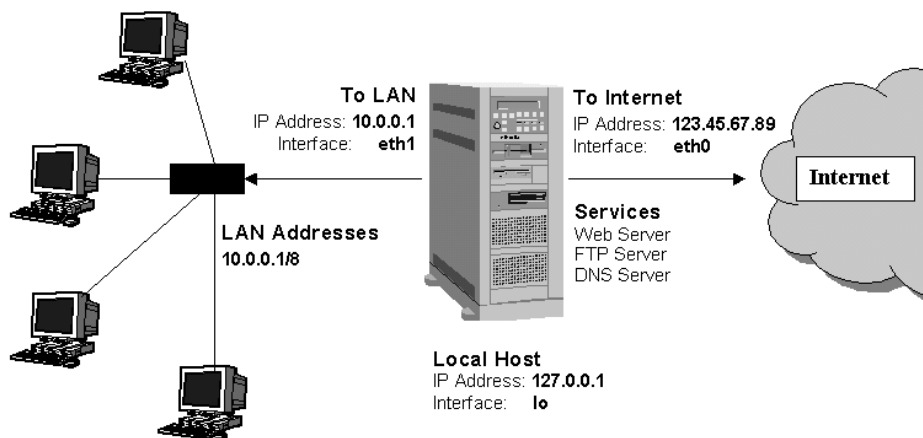 To LAN
IP Address: 10.0.0.1
Interface: eth1
To Internet
IP Address: 123.45.67.89
Interface: eth0
Internet
LAN Addresses
10.0.0.1/8
Services
Web Server
FTP Server
DNS Server
Local Host
IP Address: 127.0.0.1
Interface: lo